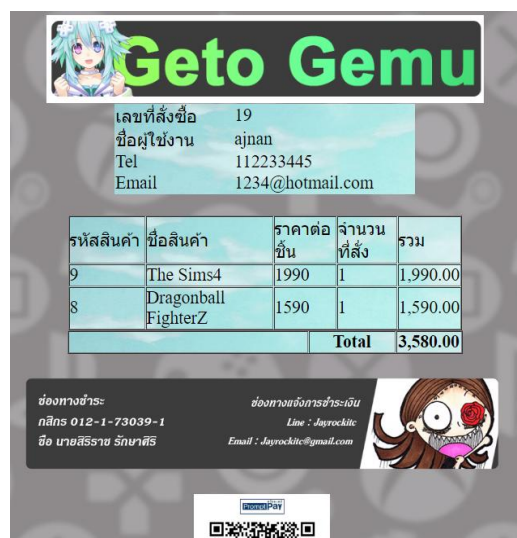 Geto Gemu
เลขที่สั่งซื้อ 19
ชื่อผู้ใช้งาน ajnan
Tel 112233445
Email 1234@hotmail.com
รหัสสินค้า ชื่อสินค้า ราคาต่อชิ้น จำนวนที่สั่ง รวม
9 The Sims4 1990 1 1,990.00
8 Dragonball FighterZ 1590 1 1,590.00
Total 3,580.00
ช่องทางชำระ
กสิกร 012-1-73039-1
ชื่อ นายสิริราช รักษาศิริ
ช่องทางแจ้งการชำระเงิน
Line : Jayrockitc
Email : Jayrockitc@gmail.com
PromptPay